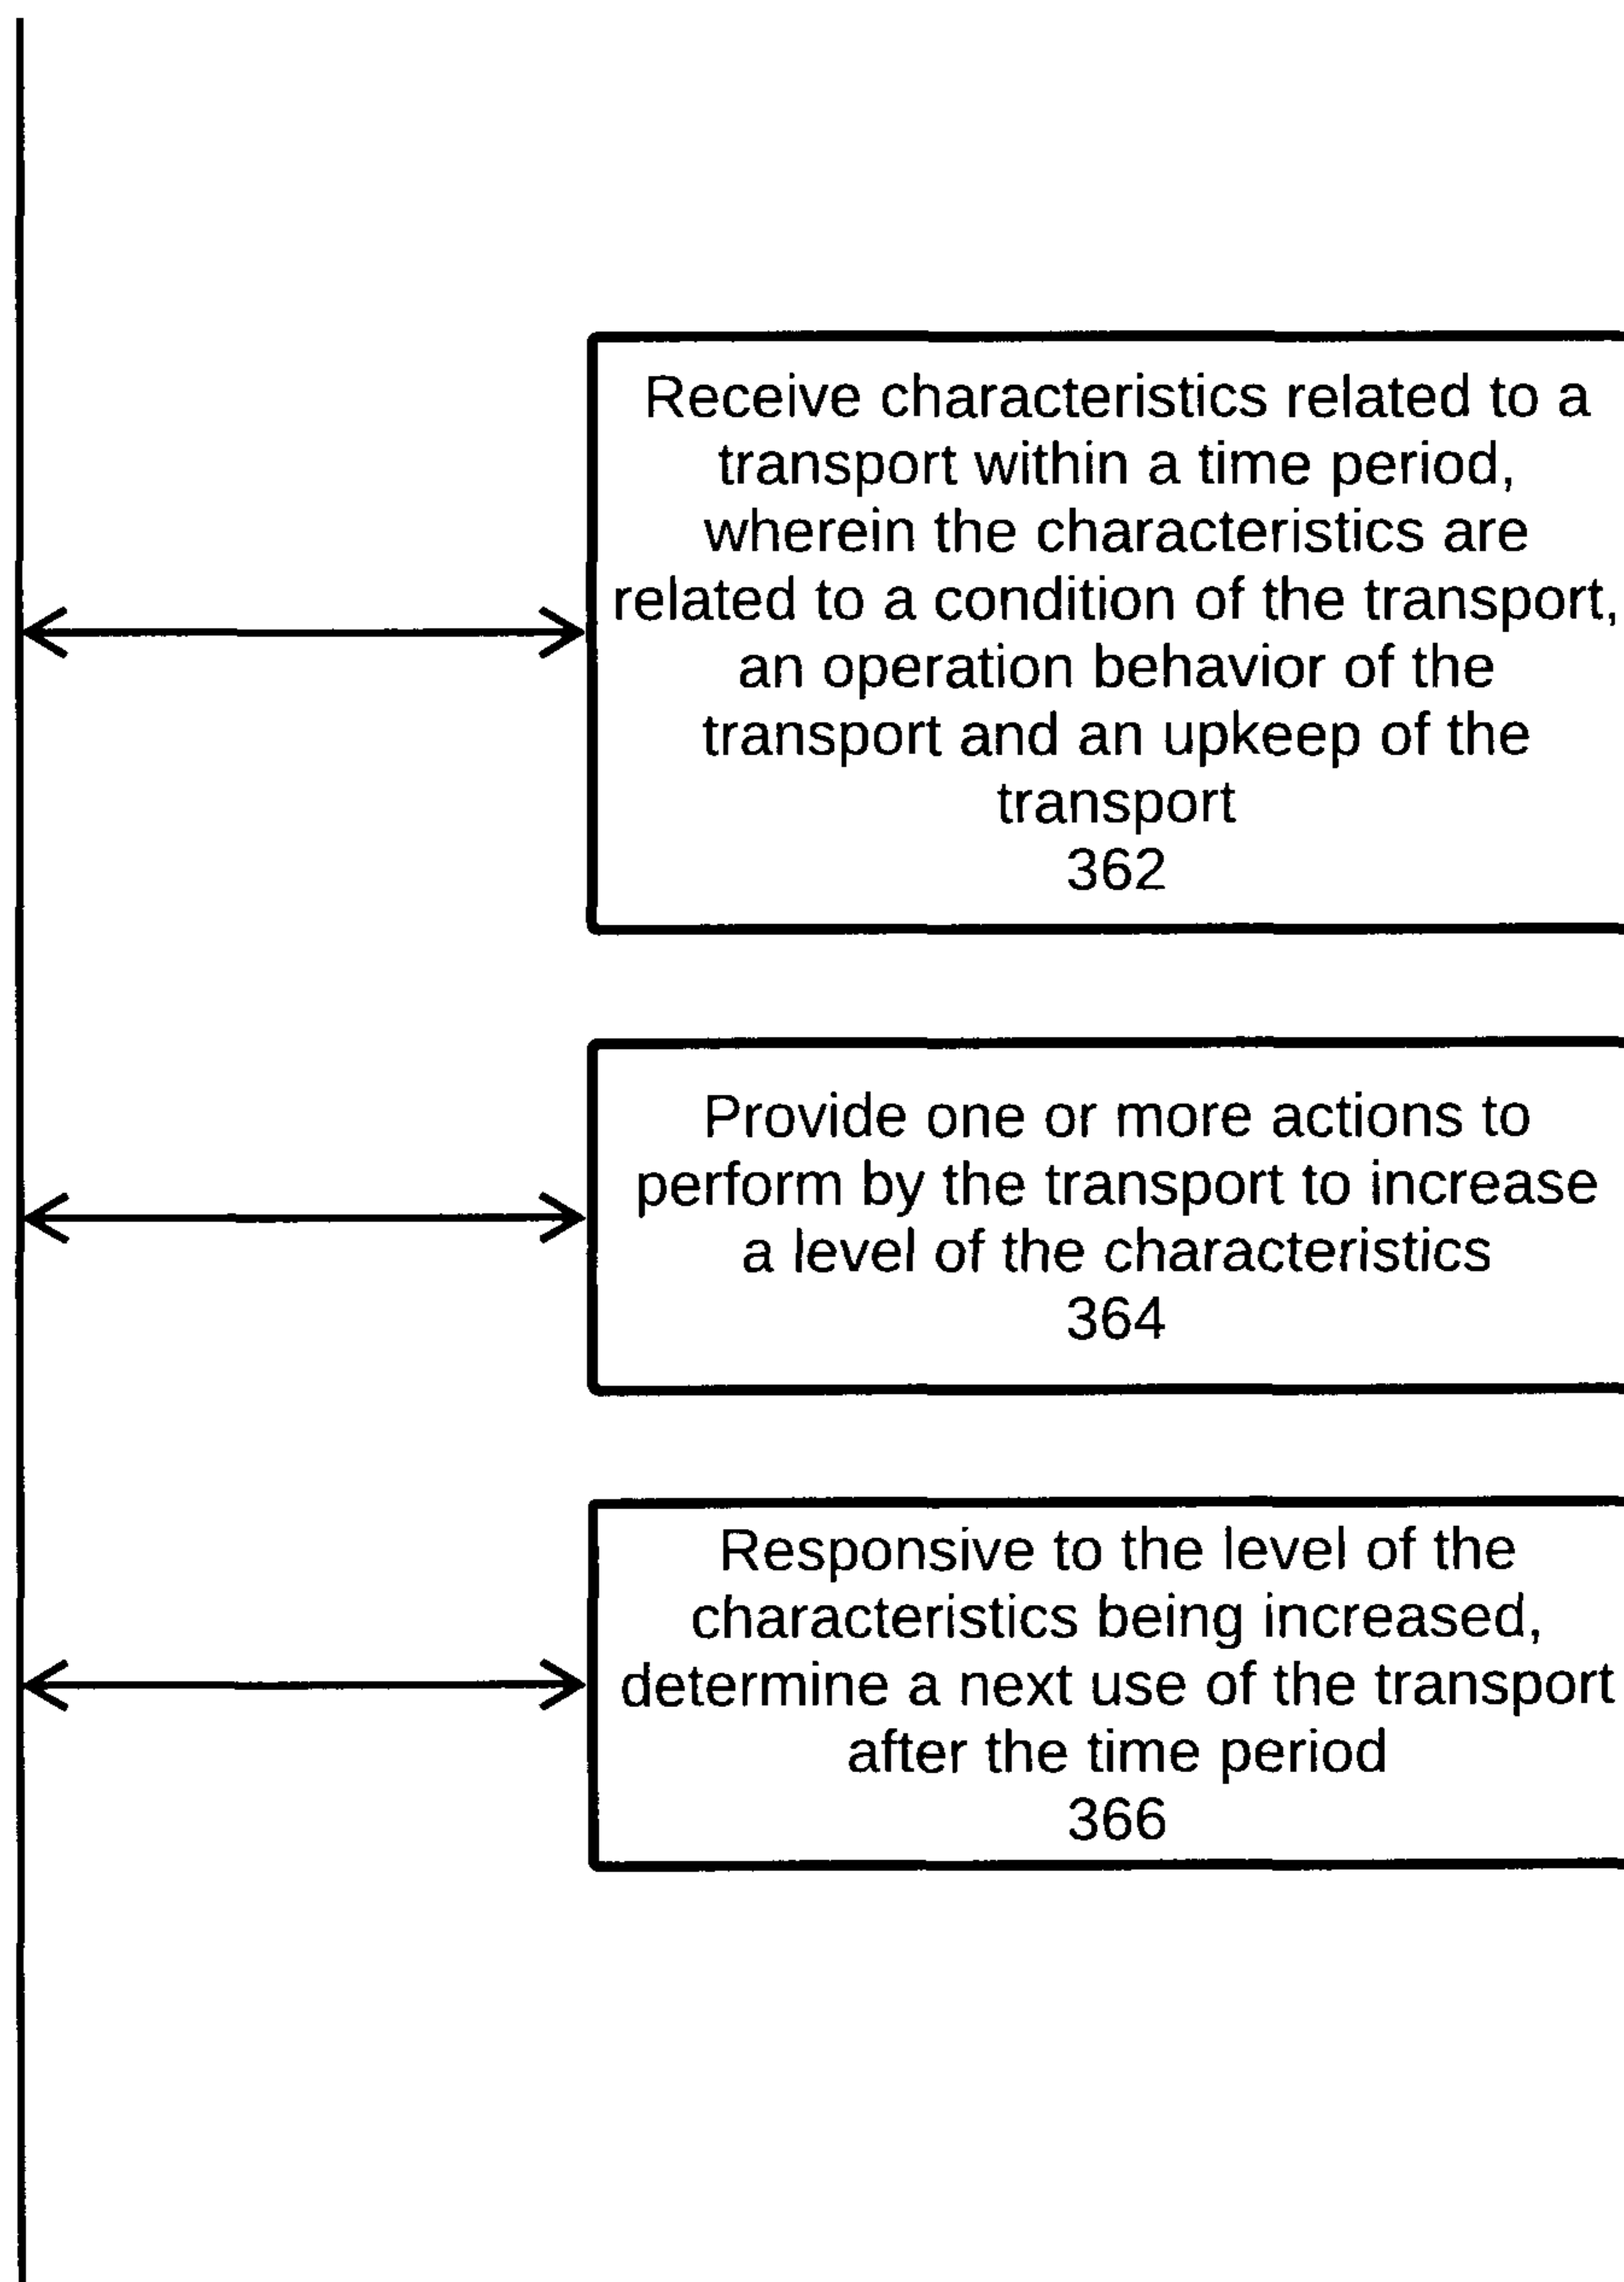 Receive characteristics related to a
transport within a time period,
wherein the characteristics are
related to a condition of the transport,
an operation behavior of the
transport and an upkeep of the
transport
362
Provide one or more actions to
perform by the transport to increase
a level of the characteristics
364
Responsive to the level of the
characteristics being increased,
determine a next use of the transport
after the time period
366